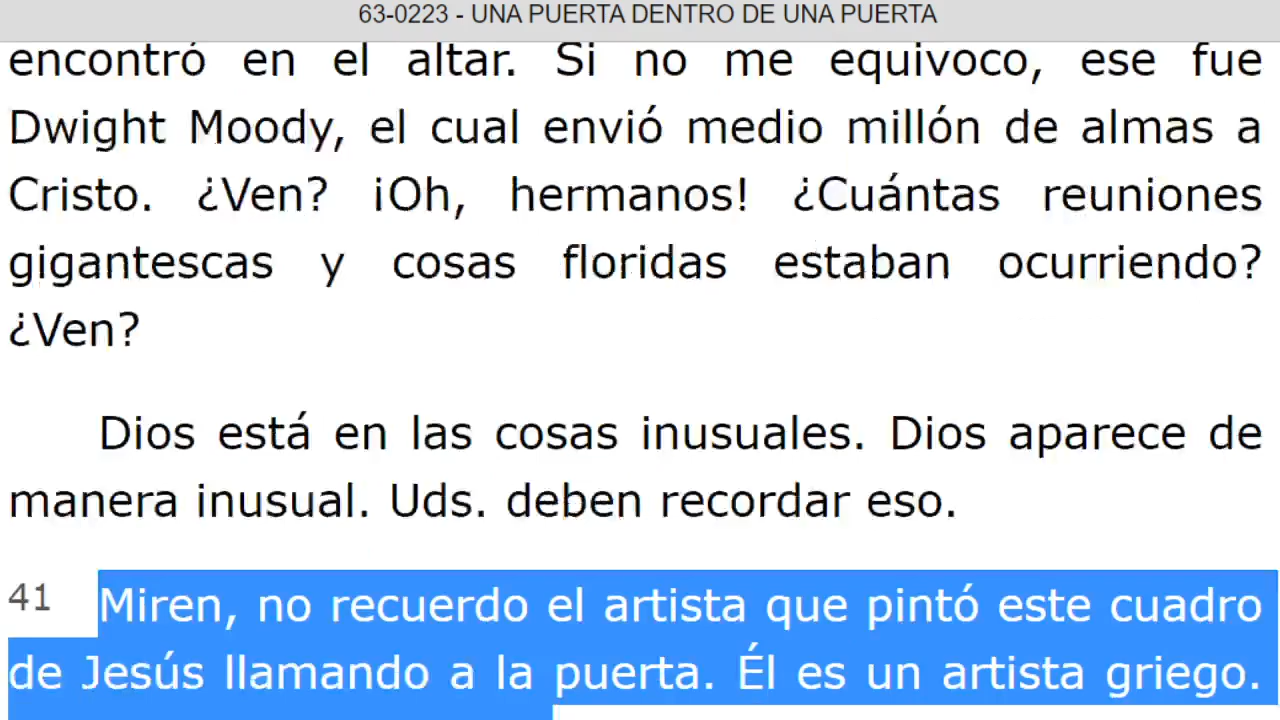 63-0223 - UNA PUERTA DENTRO DE UNA PUERTA
encontró en el altar. Si no me equivoco, ese fue
Dwight Moody, el cual envió medio millón de almas a
Cristo. ¿Ven? ¡Oh, hermanos! ¿Cuántas reuniones
gigantescas y cosas floridas estaban ocurriendo?
¿Ven?
Dios está en las cosas inusuales. Dios aparece de
manera inusual. Uds. deben recordar eso.
41 Miren, no recuerdo el artista que pintó este cuadro
de Jesús llamando a la puerta. Él es un artista griego.